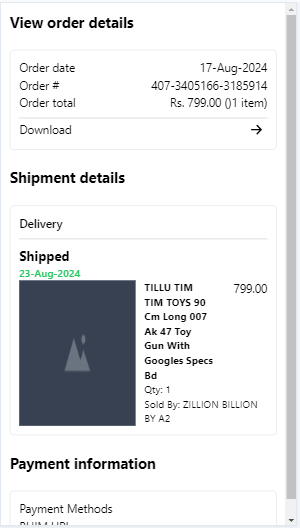 View order details
Order date 17-Aug-2024
Order # 407-3405166-3185914
Order total Rs. 799.00 ()1 item)
Download
Shipment details
Delivery
Shipped
23-Aug-2024
TILLU TIM 799.00
TIM TOYS 90
Cm Long 007
Ak 47 Toy
Gun With
Googles Specs
Bd
Qty: 1
Sold By: ZILLION BILLION
BY A2
Payment information
Payment Methods
BHIM UPI